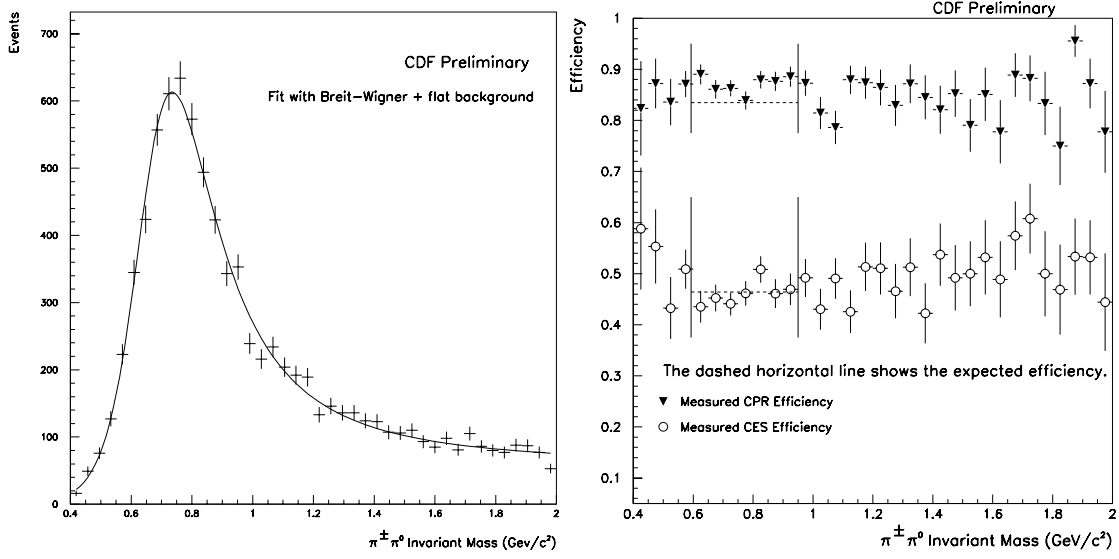 Events
700
600
500
400
300
200
100
0
CDF Preliminary
Fit with Breit-Wigner + flat background
0.4 0.6 0.8 1 1.2 1.4 1.6 1.8 2
π±π⁰ Invariant Mass (Gev/c²)
CDF Preliminary
Efficiency
1
0.9
0.8
0.7
0.6
0.5
0.4
0.3
0.2
0.1
The dashed horizontal line shows the expected efficiency.
Measured CPR Efficiency
Measured CES Efficiency
0.4 0.6 0.8 1 1.2 1.4 1.6 1.8 2
π±π⁰ Invariant Mass (GeV/c²)